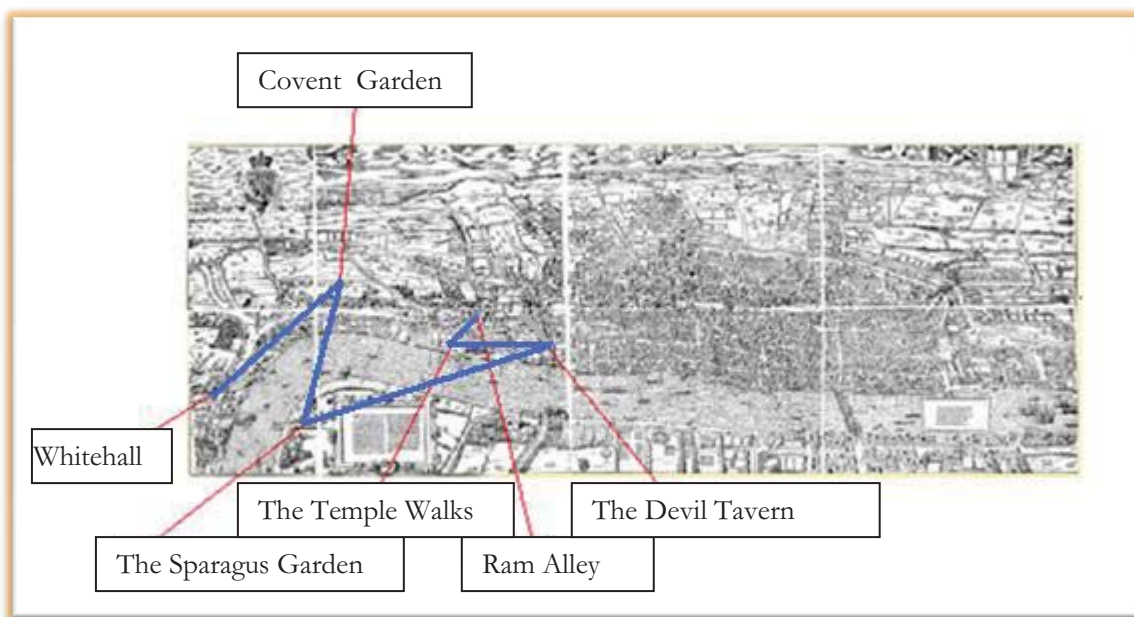 Covent Garden
Whitehall
The Temple Walks
The Devil Tavern
The Sparagus Garden
Ram Alley